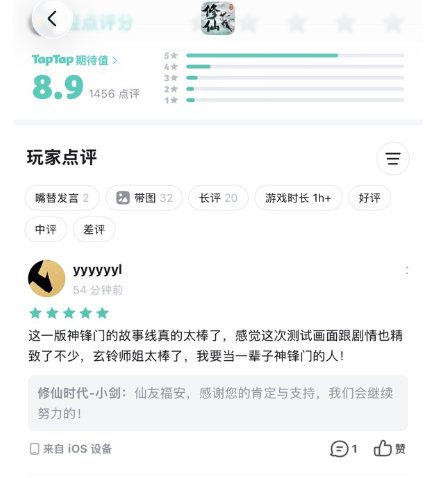 修仙
轻点评分
TapTap 期待值 >
8.9 1456 点评
5★
4★
3★
2★
1★
玩家点评
嘴替发言 2
带图 32
长评 20
游戏时长 1h+
好评
中评
差评
yyyyyyl
54 分钟前
这一版神锋门的故事线真的太棒了，感觉这次测试画面跟剧情也精
致了不少，玄铃师姐太棒了，我要当一辈子神锋门的人！
修仙时代-小剑：仙友福安，感谢您的肯定与支持，我们会继续
努力的！
来自 iOS 设备
1
赞